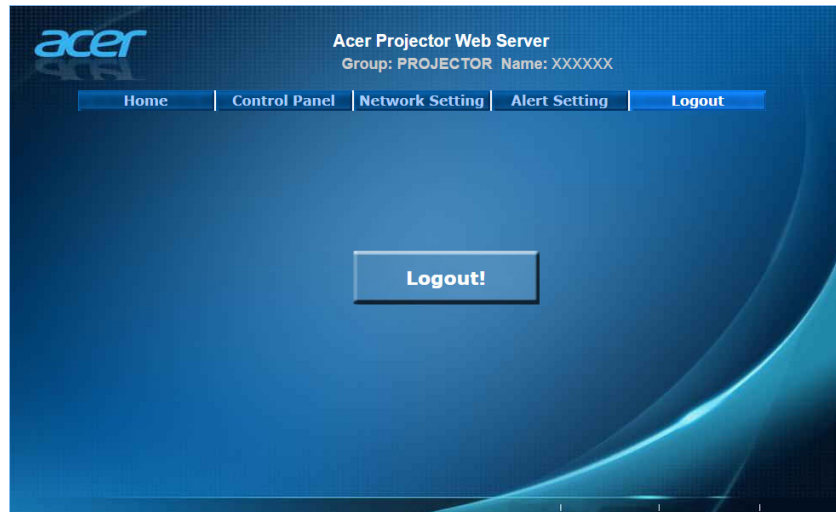 acer
Acer Projector Web Server
Group: PROJECTOR Name: XXXXXX
Home Control Panel Network Setting Alert Setting Logout
Logout!